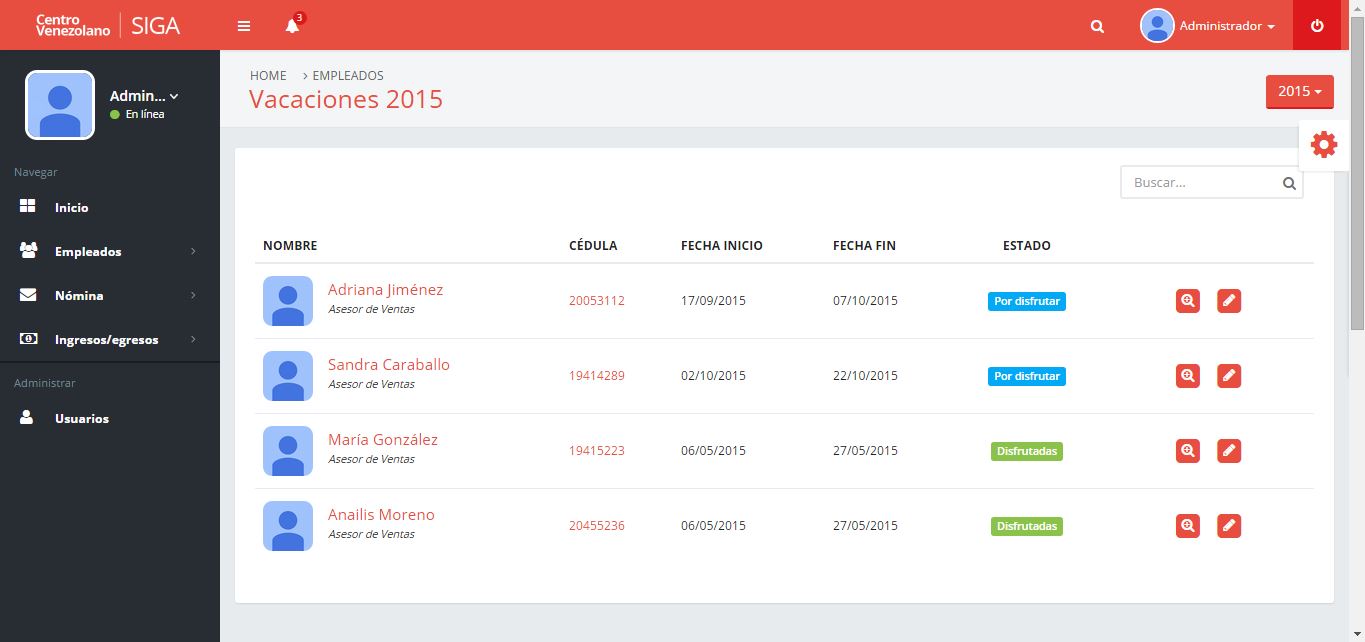 Centro
Venezolano
SIGA
3
Administrador
Admin...
En línea
Navegar
Inicio
Empleados
Nómina
Ingresos/egresos
Administrar
Usuarios
HOME > EMPLEADOS
Vacaciones 2015
2015
Buscar...
NOMBRE CÉDULA FECHA INICIO FECHA FIN ESTADO
Adriana Jiménez
Asesor de Ventas
20053112 17/09/2015 07/10/2015 Por disfrutar
Sandra Caraballo
Asesor de Ventas
19414289 02/10/2015 22/10/2015 Por disfrutar
María González
Asesor de Ventas
19415223 06/05/2015 27/05/2015 Disfrutadas
Anailis Moreno
Asesor de Ventas
20455236 06/05/2015 27/05/2015 Disfrutadas